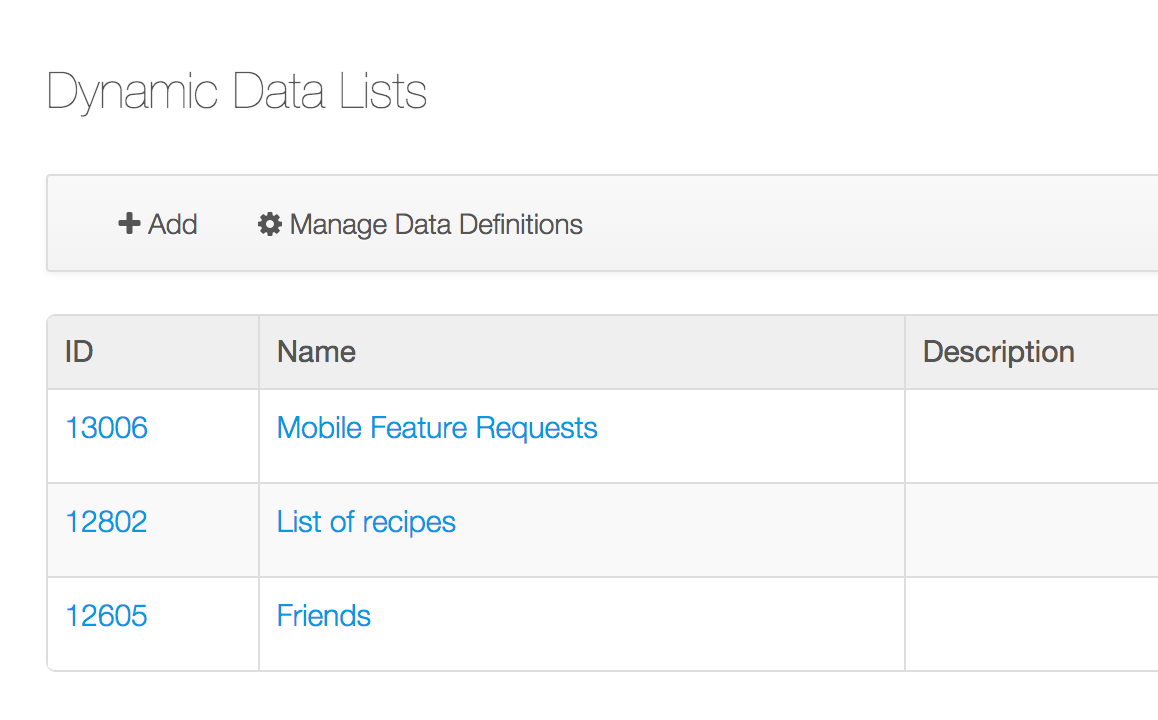 Dynamic Data Lists
Add Manage Data Definitions
ID Name Description
13006 Mobile Feature Requests
12802 List of recipes
12605 Friends